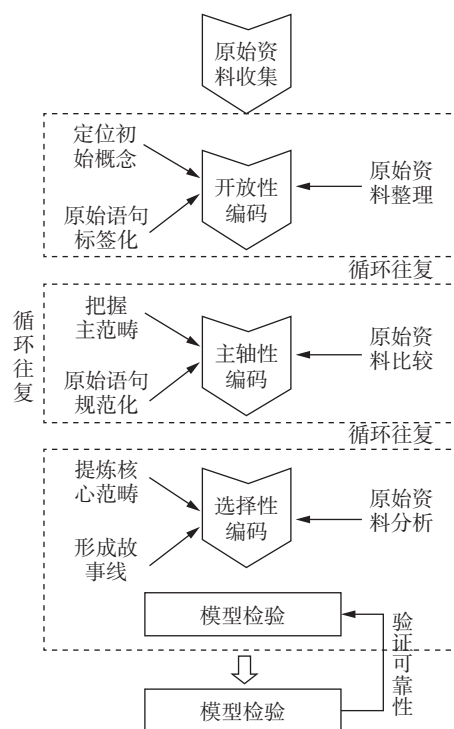 原始资
料收集
定位初
始概念
开放性
编码
原始资
料整理
原始语句
标签化
循环往复
循环往复
把握
主范畴
主轴性
编码
原始资
料比较
原始语句
规范化
循环往复
提炼核
心范畴
选择性
编码
原始资
料分析
形成故
事线
模型检验
验证可靠性
模型检验